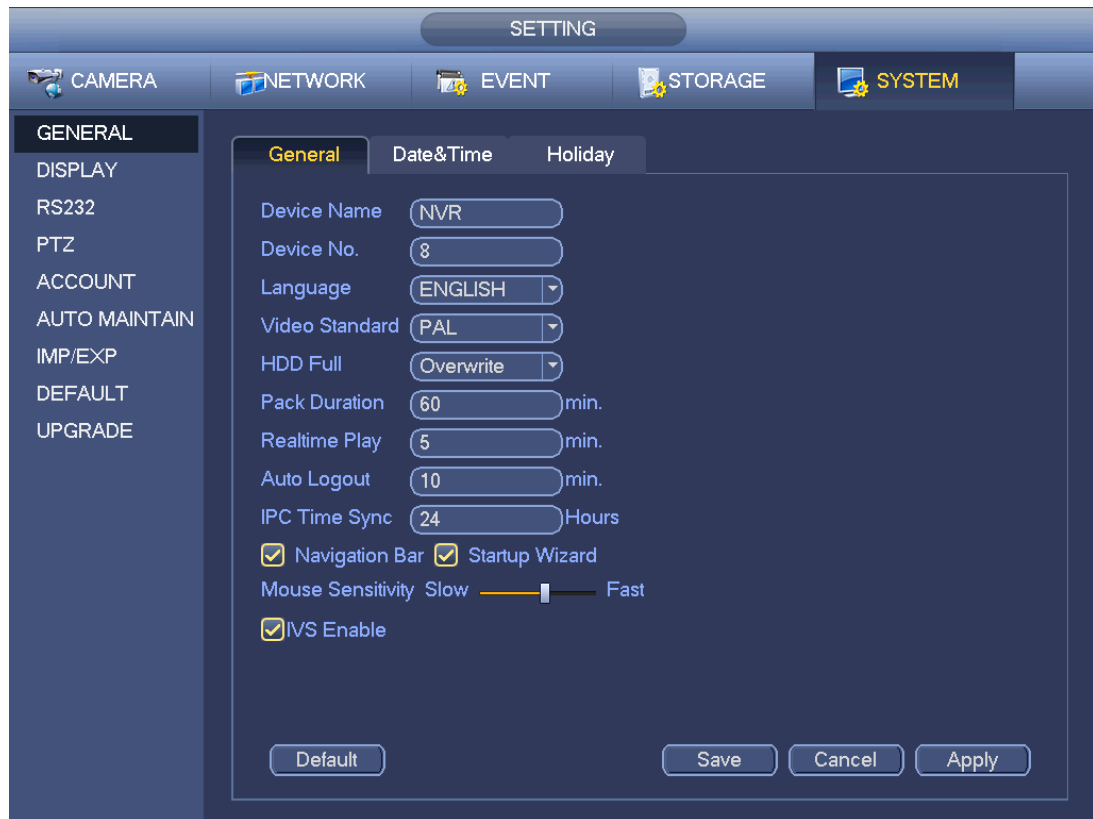 SETTING
CAMERA NETWORK EVENT STORAGE SYSTEM
GENERAL
DISPLAY
RS232
PTZ
ACCOUNT
AUTO MAINTAIN
IMP/EXP
DEFAULT
UPGRADE
General Date&Time Holiday
Device Name NVR
Device No. 8
Language ENGLISH
Video Standard PAL
HDD Full Overwrite
Pack Duration 60 min.
Realtime Play 5 min.
Auto Logout 10 min.
IPC Time Sync 24 Hours
Navigation Bar Startup Wizard
Mouse Sensitivity Slow Fast
IVS Enable
Default Save Cancel Apply